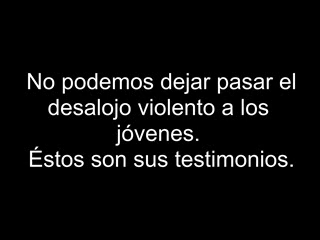 No podemos dejar pasar el
desalojo violento a los
jóvenes.
Éstos son sus testimonios.